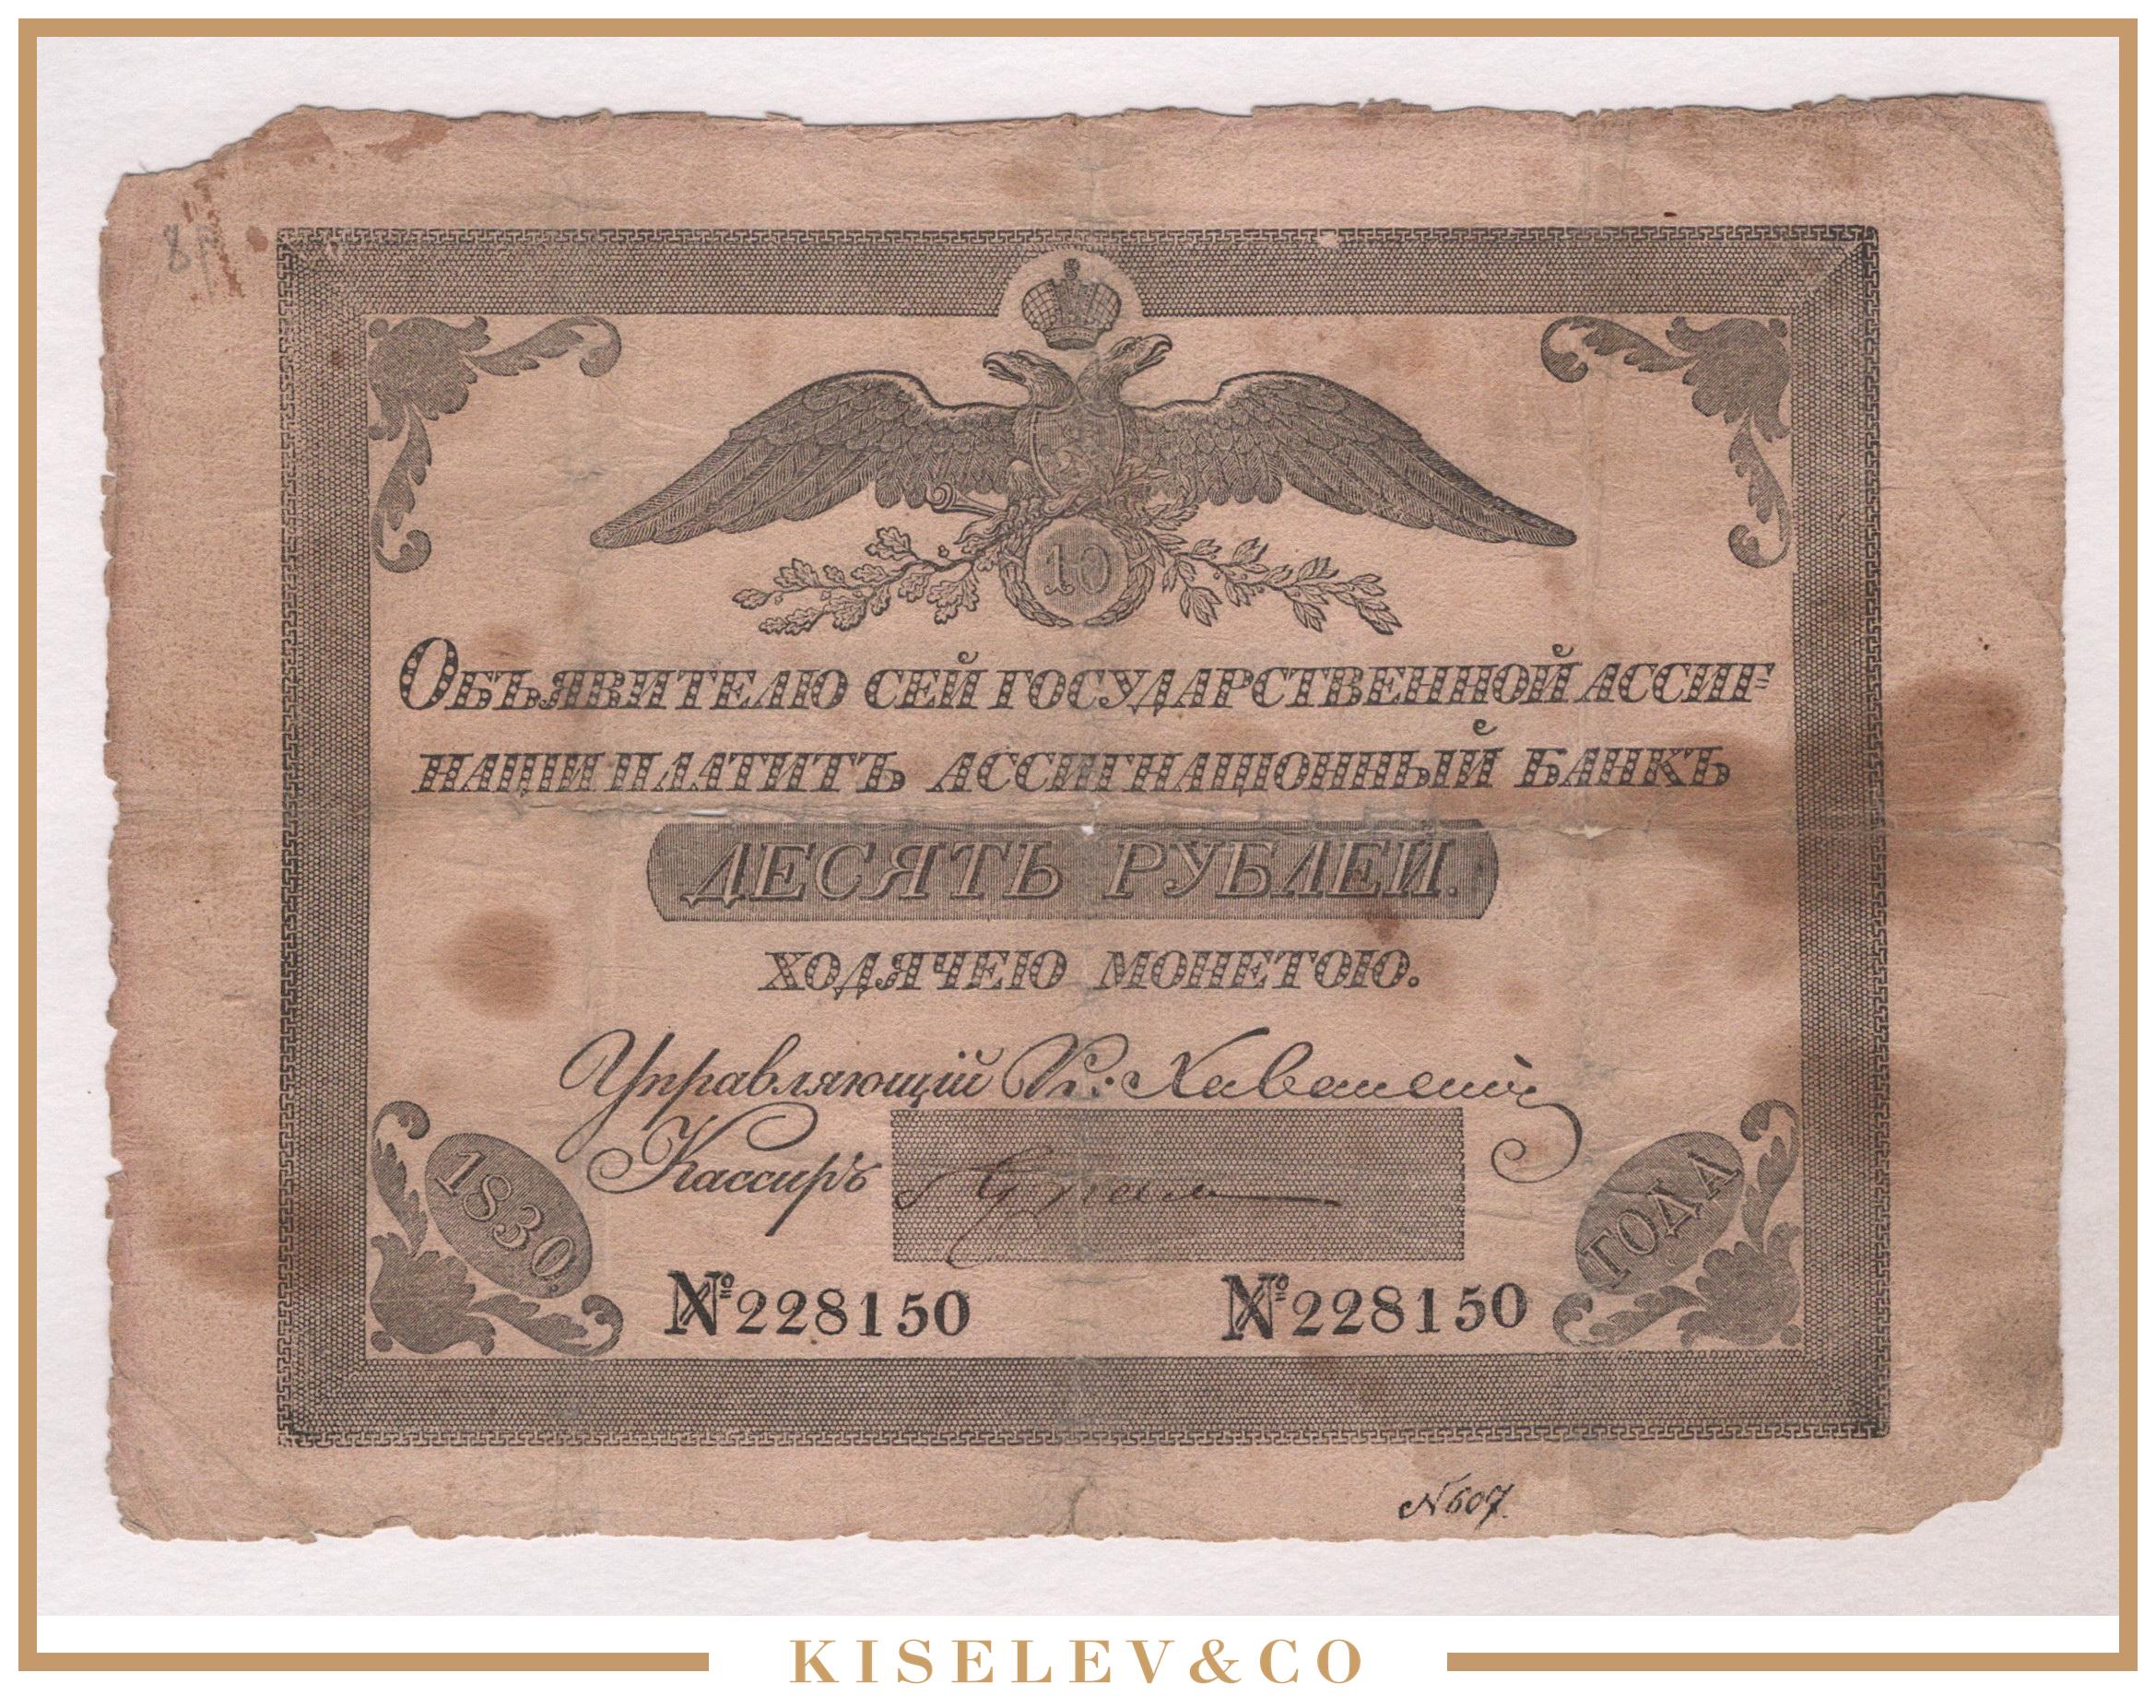 10
Объявителю сей государственной ассиг=
націи платитъ ассигнаціонный банкъ
ДЕСЯТЬ РУБЛЕЙ.
ходячею монетою.
Управляющій
Кассиръ
1830. ГОДА
№228150 №228150
N 607.
KISELEV&CO